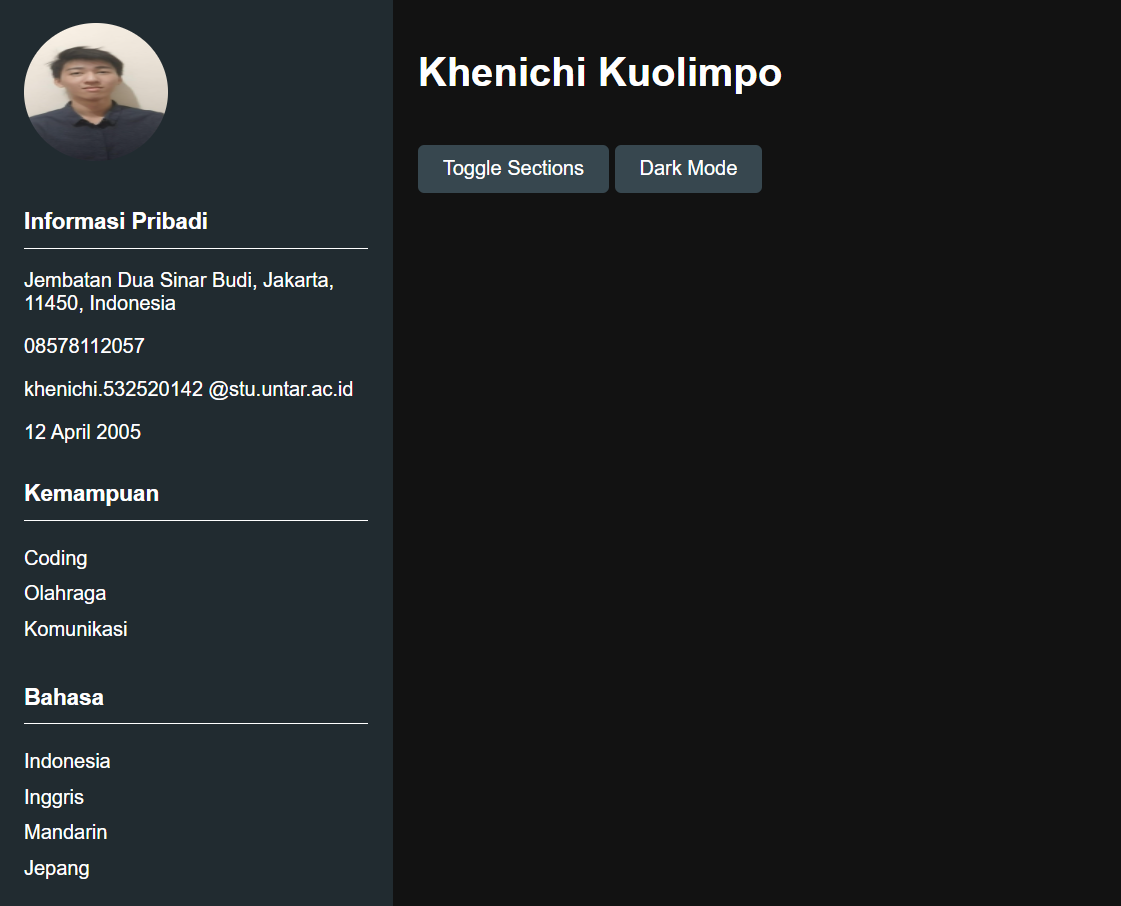 Khenichi Kuolimpo
Toggle Sections
Dark Mode
Informasi Pribadi
Jembatan Dua Sinar Budi, Jakarta,
11450, Indonesia
08578112057
khenichi.532520142 @stu.untar.ac.id
12 April 2005
Kemampuan
Coding
Olahraga
Komunikasi
Bahasa
Indonesia
Inggris
Mandarin
Jepang